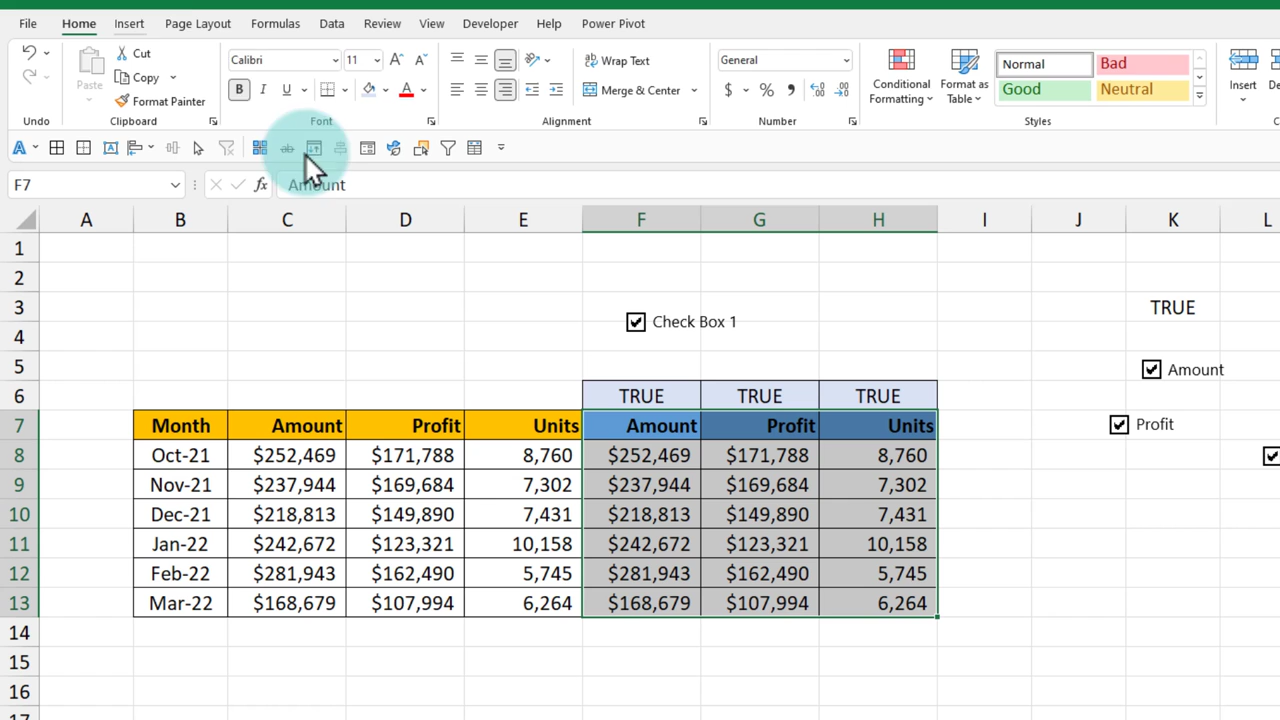 File Home Insert Page Layout Formulas Data Review View Developer Help Power Pivot
Cut Calibri 11 Wrap Text General Normal Bad
Paste Copy Conditional Format as Insert
Format Painter B I U A Merge & Center $ % Formatting Table Good Neutral
Undo Clipboard Font Alignment Number Styles
A ab
F7 fx Amount
A B C D E F G H I J K L
1
2
3 TRUE
Check Box 1
4
5 Amount
6 TRUE TRUE TRUE
7 Month Amount Profit Units Amount Profit Units Profit
8 Oct-21 $252,469 $171,788 8,760 $252,469 $171,788 8,760
9 Nov-21 $237,944 $169,684 7,302 $237,944 $169,684 7,302
10 Dec-21 $218,813 $149,890 7,431 $218,813 $149,890 7,431
11 Jan-22 $242,672 $123,321 10,158 $242,672 $123,321 10,158
12 Feb-22 $281,943 $162,490 5,745 $281,943 $162,490 5,745
13 Mar-22 $168,679 $107,994 6,264 $168,679 $107,994 6,264
14
15
16
17